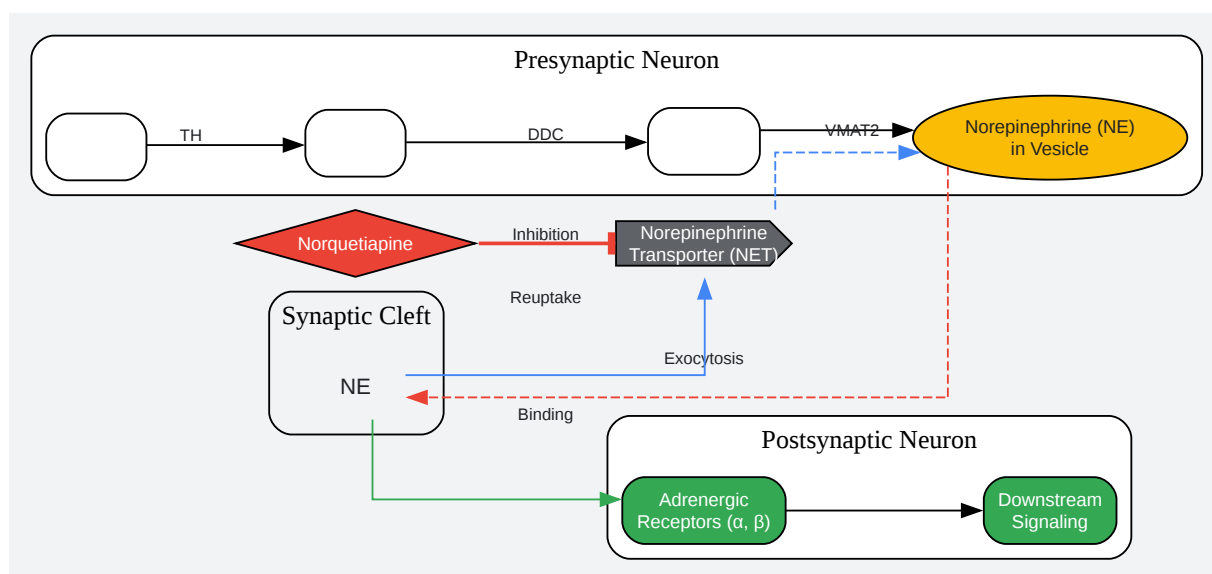 Presynaptic Neuron
TH
DDC
VMAT2
Norepinephrine (NE)
in Vesicle
Norquetiapine
Inhibition
Norepinephrine
Transporter (NET)
Reuptake
Synaptic Cleft
Exocytosis
NE
Binding
Postsynaptic Neuron
Adrenergic
Receptors (α, β)
Downstream
Signaling